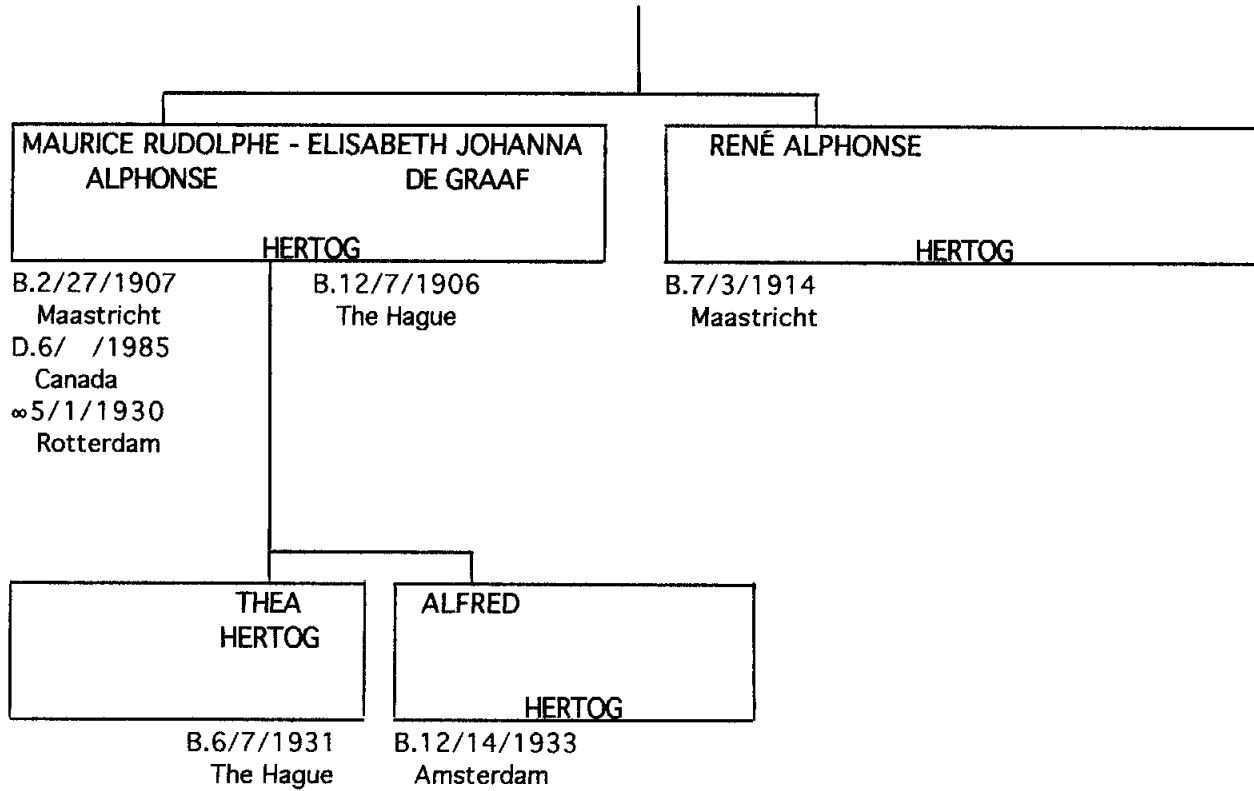 MAURICE RUDOLPHE - ELISABETH JOHANNA
ALPHONSE DE GRAAF
HERTOG
B.2/27/1907 B.12/7/1906
Maastricht The Hague
D.6/ /1985
Canada
∞5/1/1930
Rotterdam
RENÉ ALPHONSE
HERTOG
B.7/3/1914
Maastricht
THEA
HERTOG
B.6/7/1931
The Hague
ALFRED
HERTOG
B.12/14/1933
Amsterdam